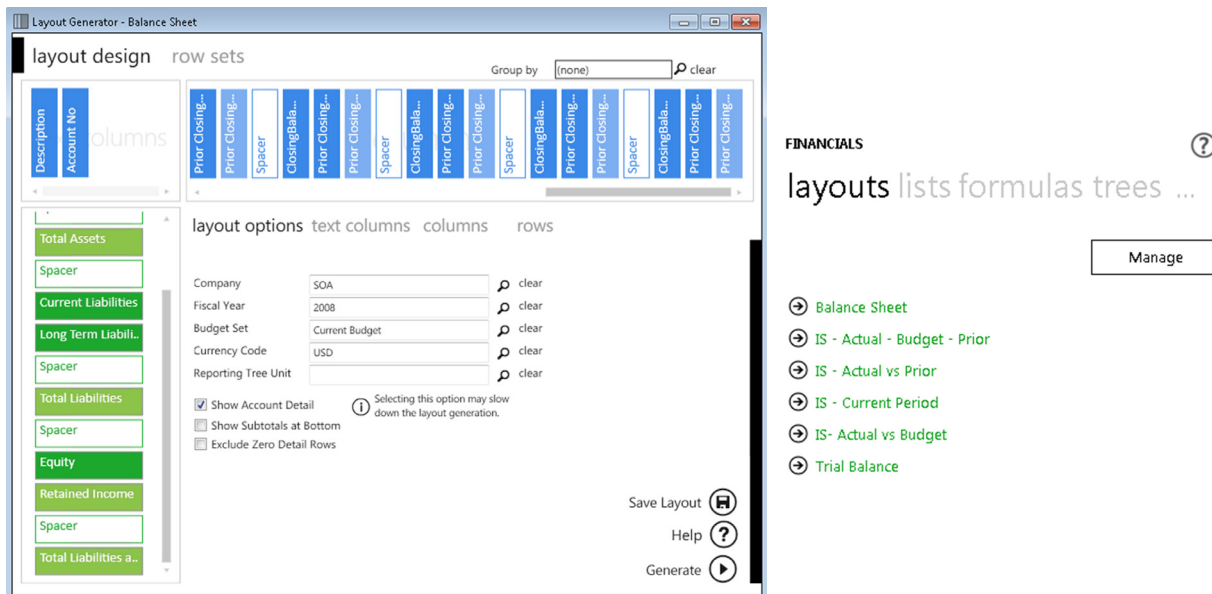 Layout Generator - Balance Sheet
layout design row sets
Group by (none) clear
Description
Account No
columns
Prior Closing...
Prior Closing...
Spacer
ClosingBala...
Prior Closing...
Prior Closing...
Spacer
ClosingBala...
Prior Closing...
Prior Closing...
Spacer
ClosingBala...
Prior Closing...
Prior Closing...
Spacer
ClosingBala...
Prior Closing...
Prior Closing...
Total Assets
Spacer
Current Liabilities
Long Term Liabili..
Spacer
Total Liabilities
Spacer
Equity
Retained Income
Spacer
Total Liabilities a..
layout options text columns columns rows
Company SOA clear
Fiscal Year 2008 clear
Budget Set Current Budget clear
Currency Code USD clear
Reporting Tree Unit clear
Show Account Detail
Selecting this option may slow
down the layout generation.
Show Subtotals at Bottom
Exclude Zero Detail Rows
Save Layout
Help ?
Generate
FINANCIALS ?
layouts lists formulas trees ...
Manage
Balance Sheet
IS - Actual - Budget - Prior
IS - Actual vs Prior
IS - Current Period
IS- Actual vs Budget
Trial Balance